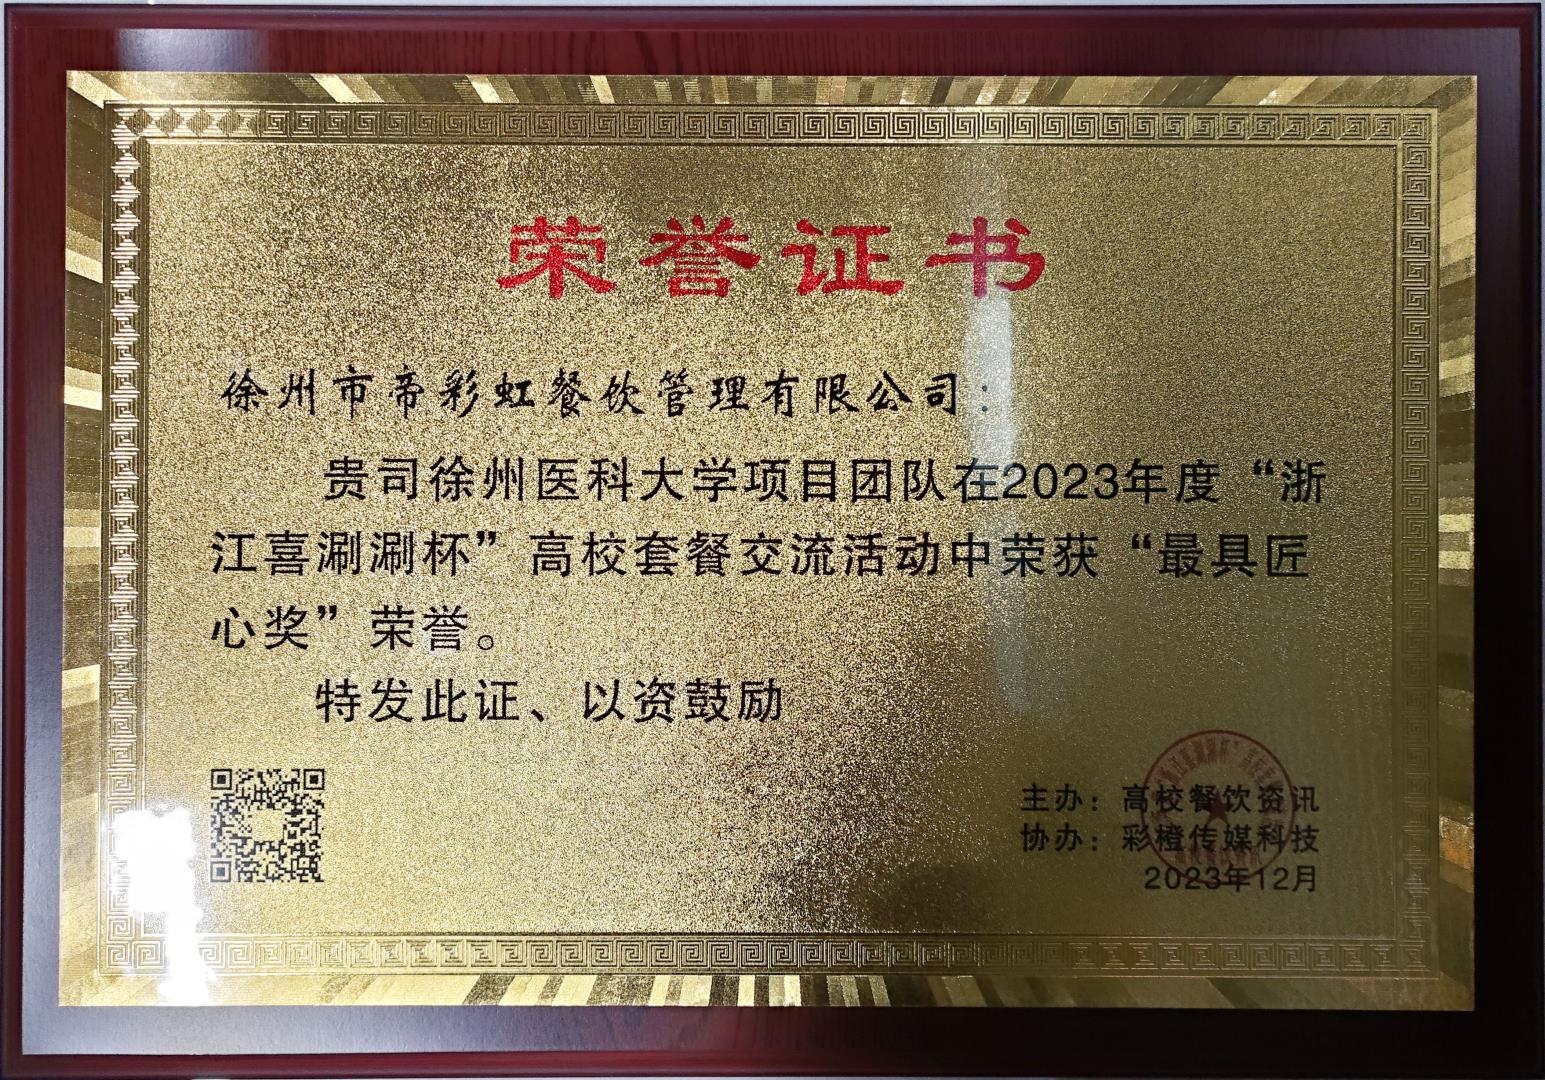 荣誉证书
徐州市帝彩虹餐饮管理有限公司：
贵司徐州医科大学项目团队在2023年度“浙
江喜涮涮杯”高校套餐交流活动中荣获“最具匠
心奖”荣誉。
特发此证、以资鼓励
主办：高校餐饮资讯
协办：彩橙传媒科技
2023年12月